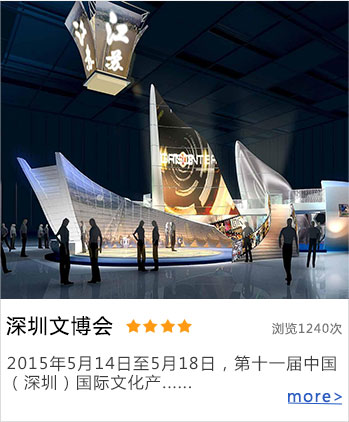 江苏
江苏
深圳文博会
浏览1240次
2015年5月14日至5月18日，第十一届中国
（深圳）国际文化产......
more>